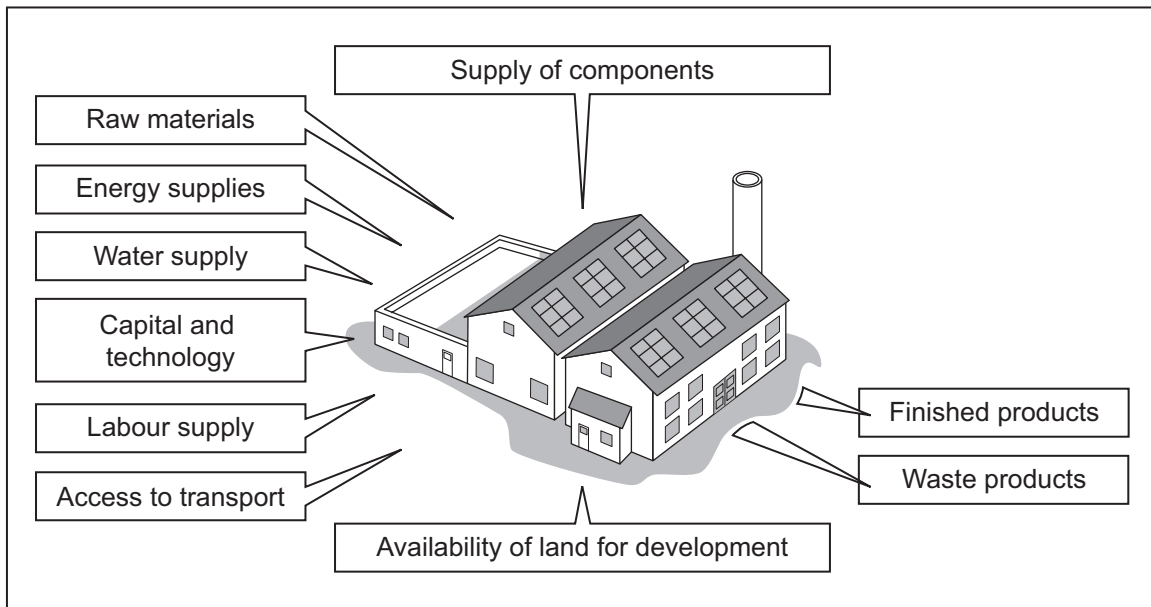 Supply of components
Raw materials
Energy supplies
Water supply
Capital and
technology
Labour supply
Access to transport
Finished products
Waste products
Availability of land for development